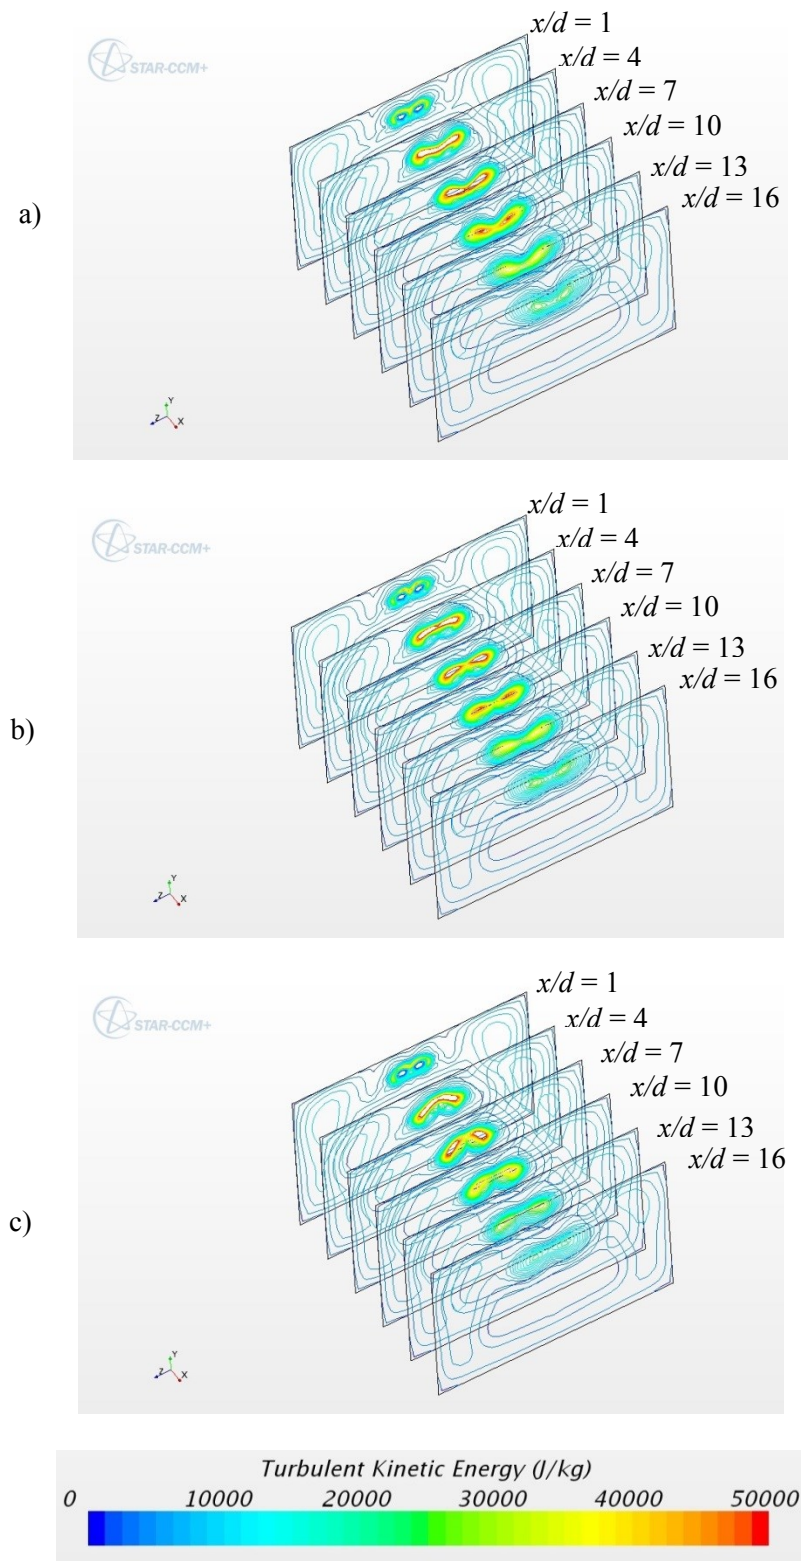 x/d = 1
STAR-CCM+
x/d = 4
x/d = 7
x/d = 10
x/d = 13
x/d = 16
a)
Y
Z X
x/d = 1
STAR-CCM+
x/d = 4
x/d = 7
x/d = 10
x/d = 13
x/d = 16
b)
Y
Z X
x/d = 1
STAR-CCM+
x/d = 4
x/d = 7
x/d = 10
x/d = 13
x/d = 16
c)
Y
Z X
Turbulent Kinetic Energy (J/kg)
0 10000 20000 30000 40000 50000